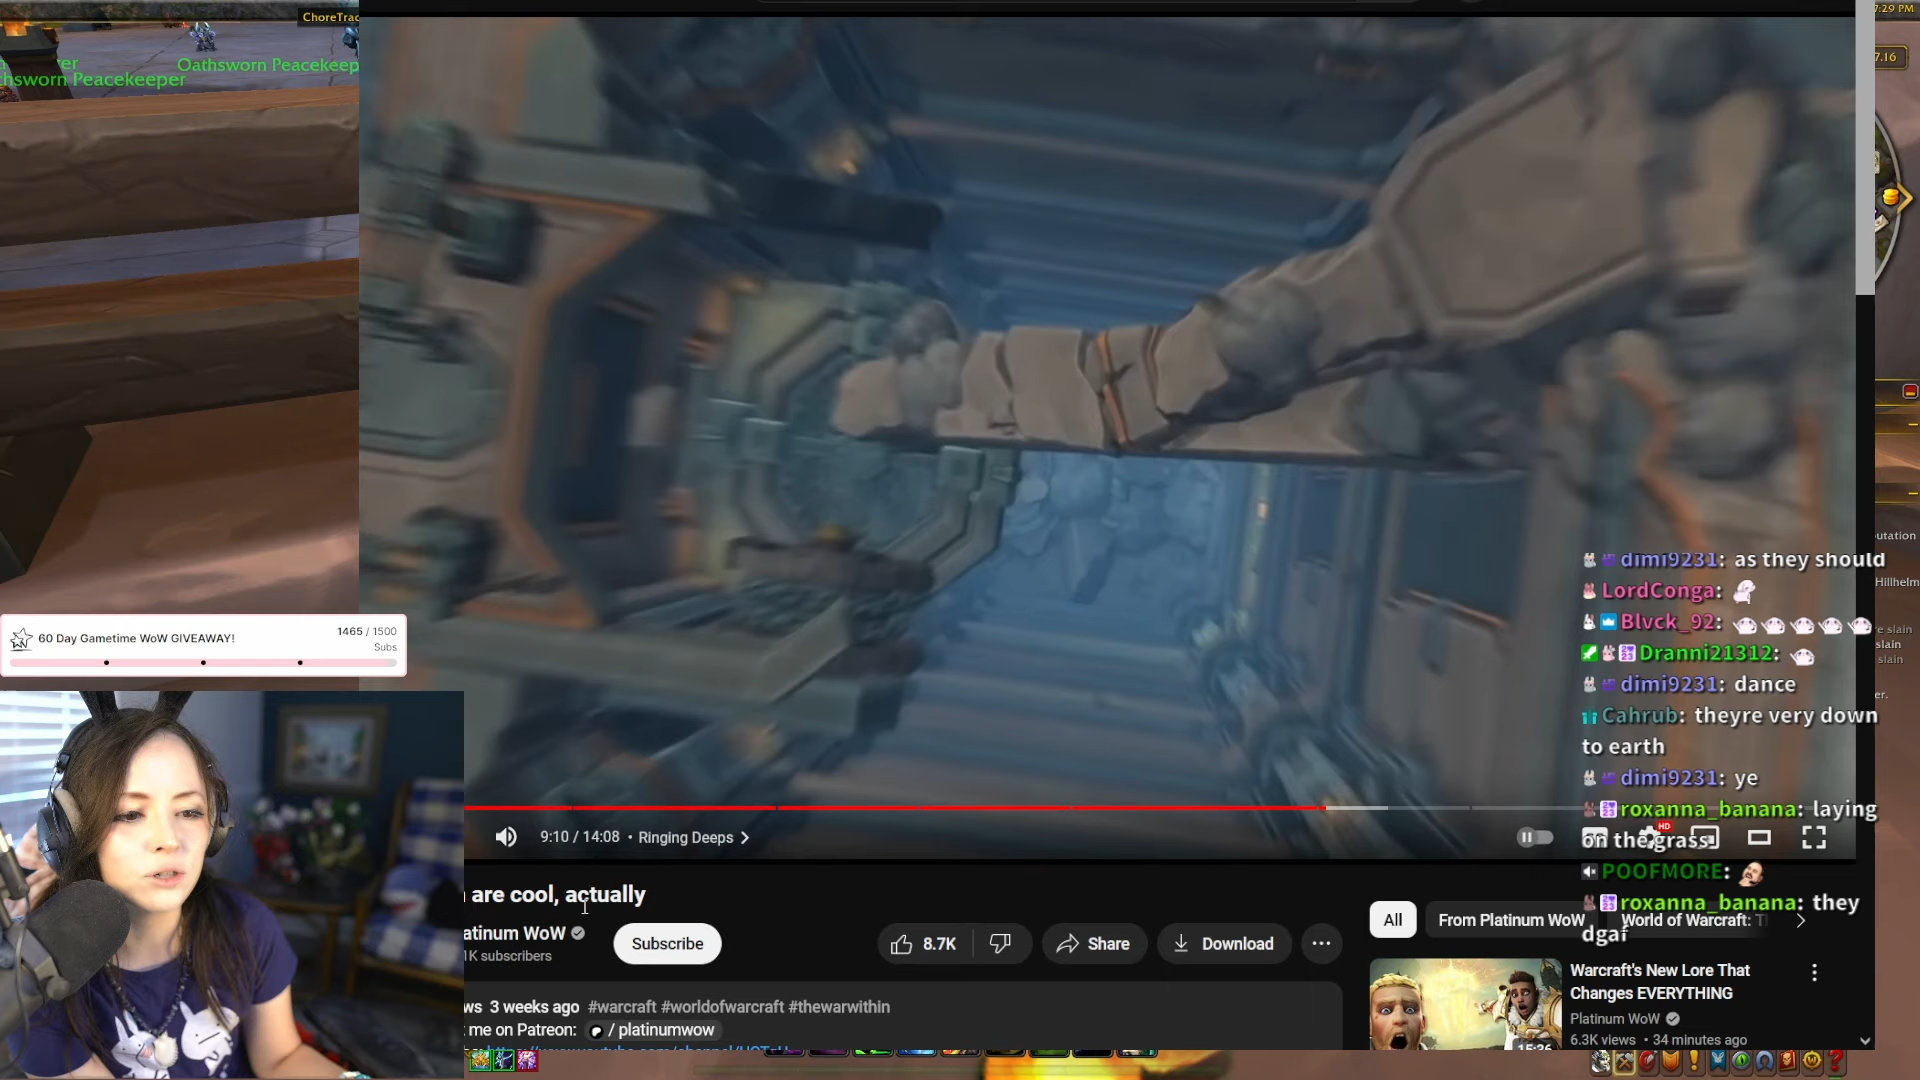 ChoreTrac
7:29 PM
Oathsworn Peacekeep
hsworn Peacekeeper
7.16
60 Day Gametime WoW GIVEAWAY!
1465 / 1500
Subs
dimi9231: as they should
LordConga:
Blvck_92:
Dranni21312:
dimi9231: dance
Cahrub: theyre very down
to earth
dimi9231: ye
roxanna_banana: laying
on the grass
POOFMORE:
roxanna_banana: they
dgaf
utation
Hillhelm
e slain
slain
slain
er.
9:10 / 14:08 • Ringing Deeps
HD
are cool, actually
atinum WoW
1K subscribers
Subscribe
8.7K
Share
Download
ws 3 weeks ago #warcraft #worldofwarcraft #thewarwithin
me on Patreon: / platinumwow
All
From Platinum WoW
World of Warcraft: T
Warcraft's New Lore That
Changes EVERYTHING
Platinum WoW
6.3K views • 34 minutes ago
15:36